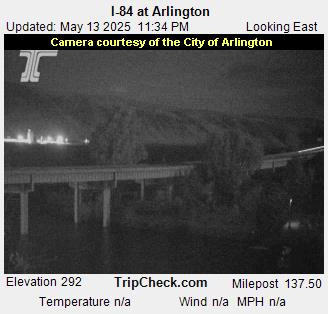 I-84 at Arlington
Updated: May 13 2025 11:34 PM Looking East
Camera courtesy of the City of Arlington
Elevation 292 TripCheck.com Milepost 137.50
Temperature n/a Wind n/a MPH n/a